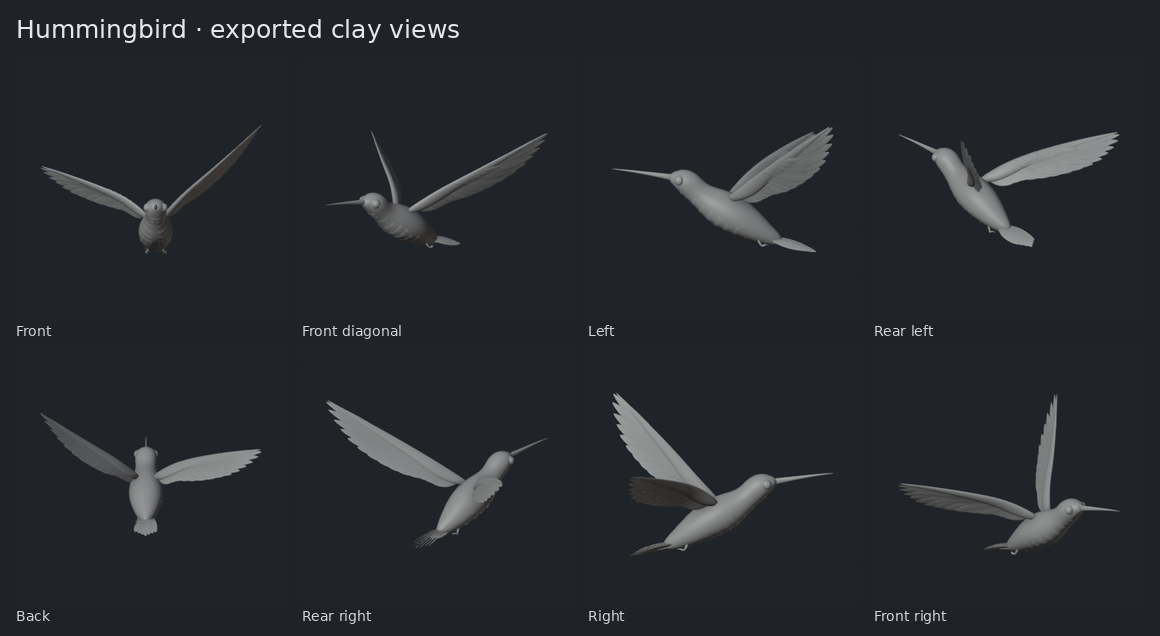 Hummingbird · exported clay views
Front
Front diagonal
Left
Rear left
Back
Rear right
Right
Front right